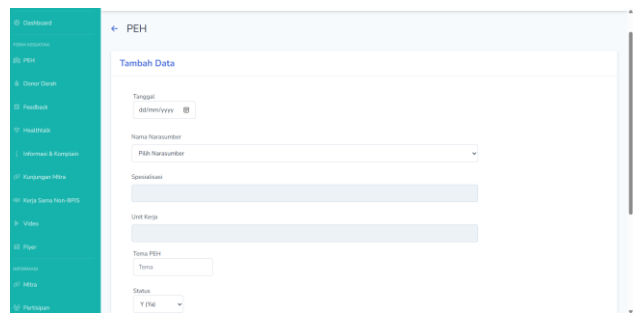 Dashboard
PEH
Donor Darah
Feedback
Healthtalk
Informasi & Komplain
Kunjungan Mitra
Kerja Sama Non-BPJS
Video
Flyer
INFORMASI
Mitra
Partisipan
← PEH
Tambah Data
Tanggal
dd/mm/yyyy
Nama Narasumber
Pilih Narasumber
Spesialisasi
Unit Kerja
Tema PEH
Tema
Status
Y (Ya)